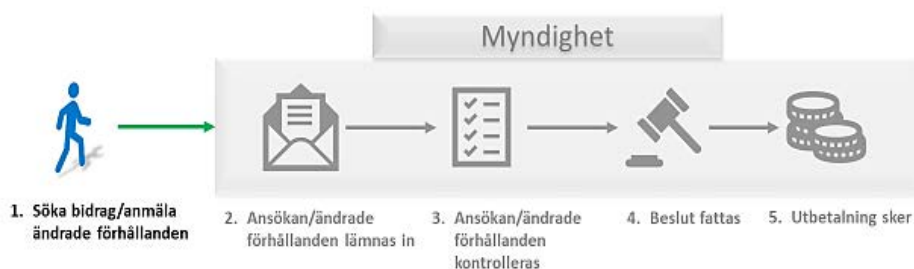 Myndighet
1. Söka bidrag/anmäla
ändrade förhållanden
2. Ansökan/ändrade
förhållanden lämnas in
3. Ansökan/ändrade
förhållanden
kontrolleras
4. Beslut fattas
5. Utbetalning sker